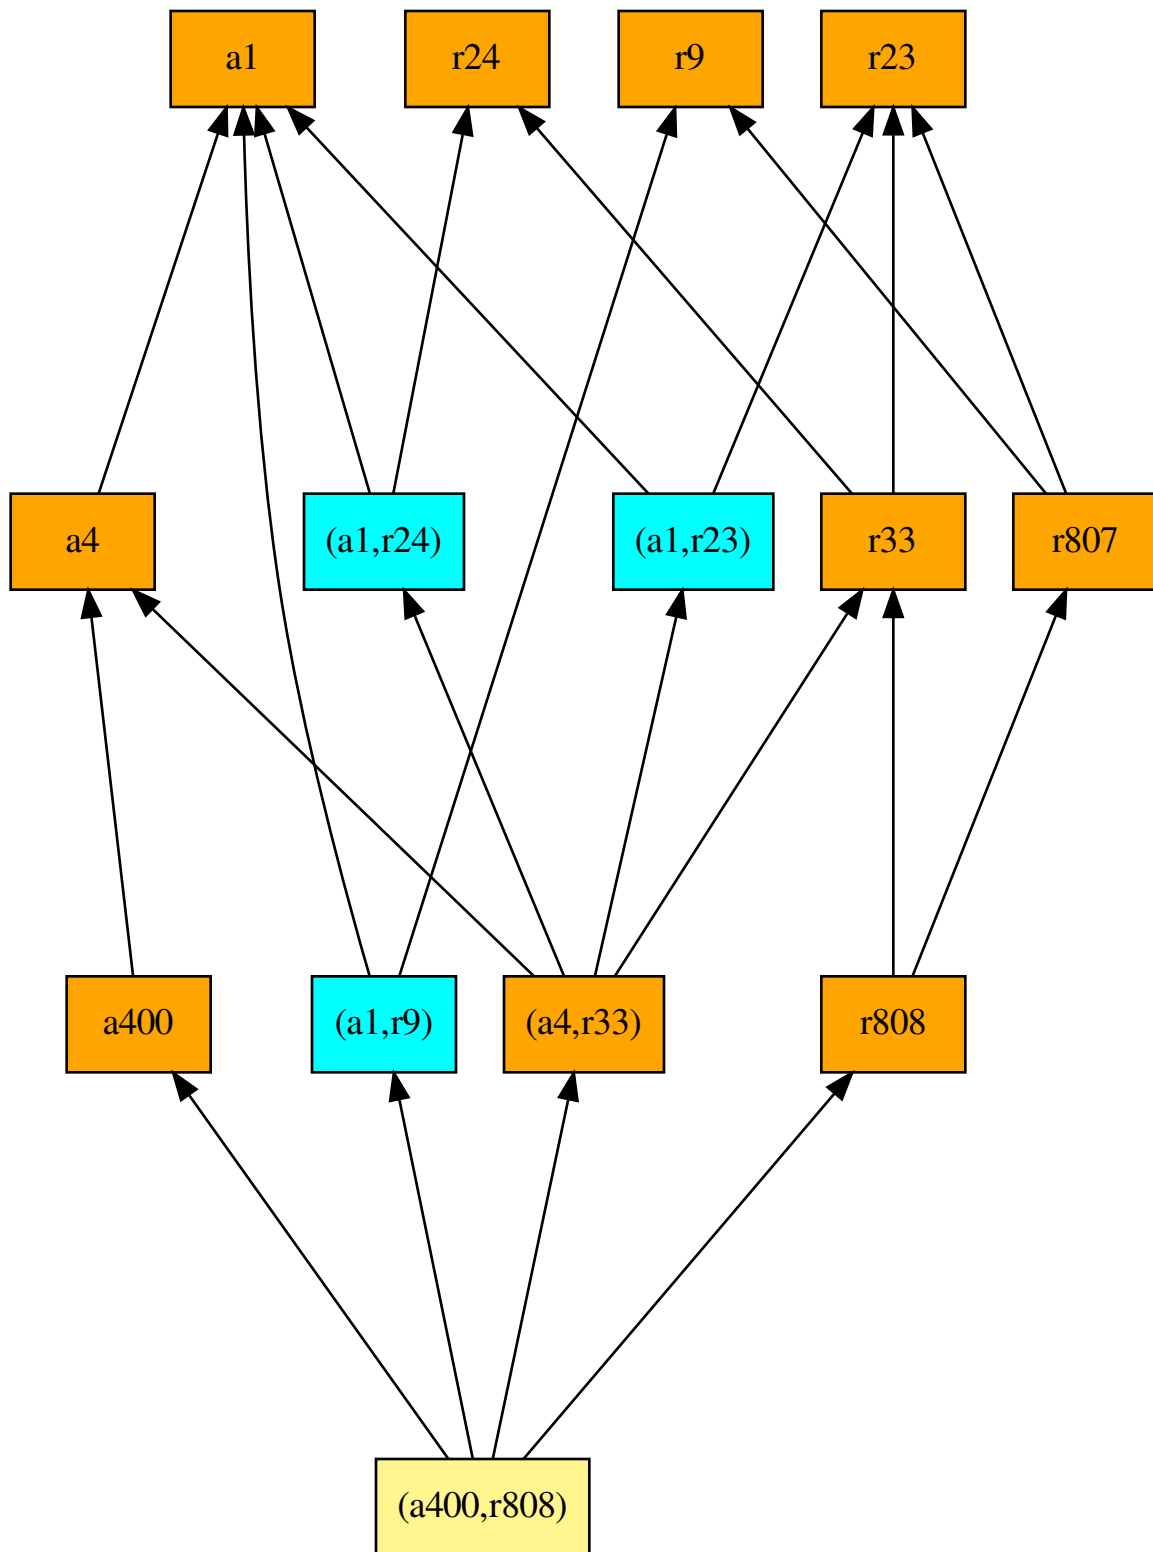 a1
r24
r9
r23
a4
(a1,r24)
(a1,r23)
r33
r807
a400
(a1,r9)
(a4,r33)
r808
(a400,r808)